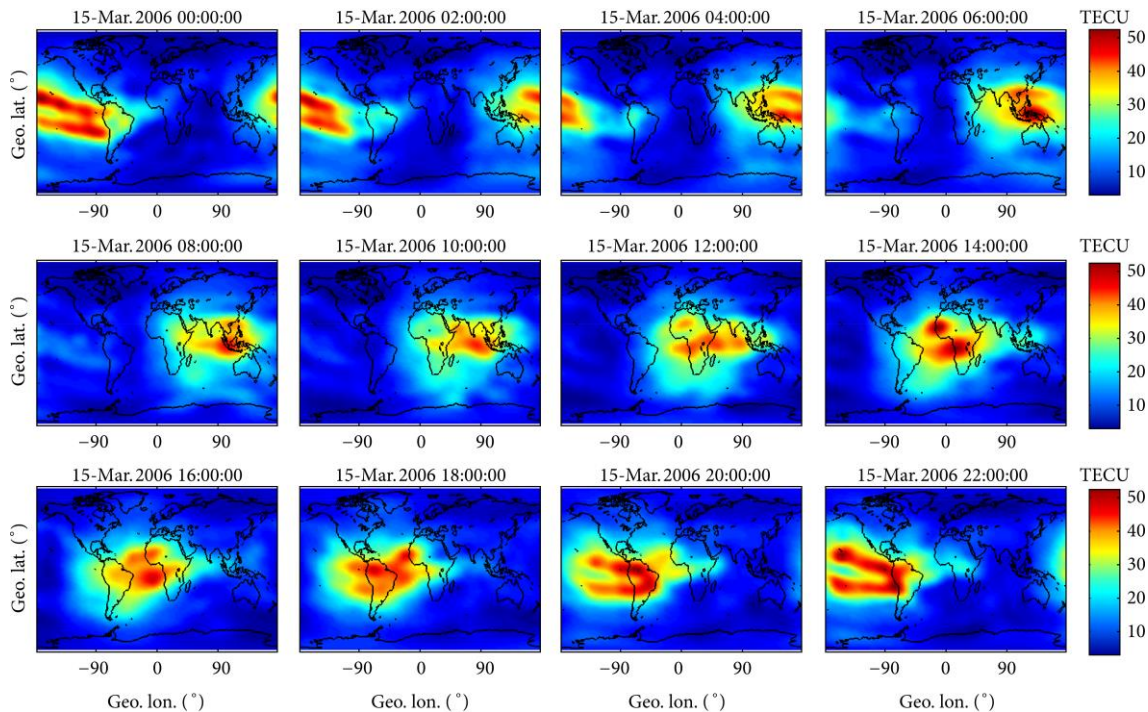 15-Mar. 2006 00:00:00 15-Mar. 2006 02:00:00 15-Mar. 2006 04:00:00 15-Mar. 2006 06:00:00 TECU
Geo. lat. (°)
50
40
30
20
10
−90 0 90 −90 0 90 −90 0 90 −90 0 90
15-Mar. 2006 08:00:00 15-Mar. 2006 10:00:00 15-Mar. 2006 12:00:00 15-Mar. 2006 14:00:00 TECU
Geo. lat. (°)
50
40
30
20
10
−90 0 90 −90 0 90 −90 0 90 −90 0 90
15-Mar. 2006 16:00:00 15-Mar. 2006 18:00:00 15-Mar. 2006 20:00:00 15-Mar. 2006 22:00:00 TECU
Geo. lat. (°)
50
40
30
20
10
−90 0 90 −90 0 90 −90 0 90 −90 0 90
Geo. lon. (°) Geo. lon. (°) Geo. lon. (°) Geo. lon. (°)